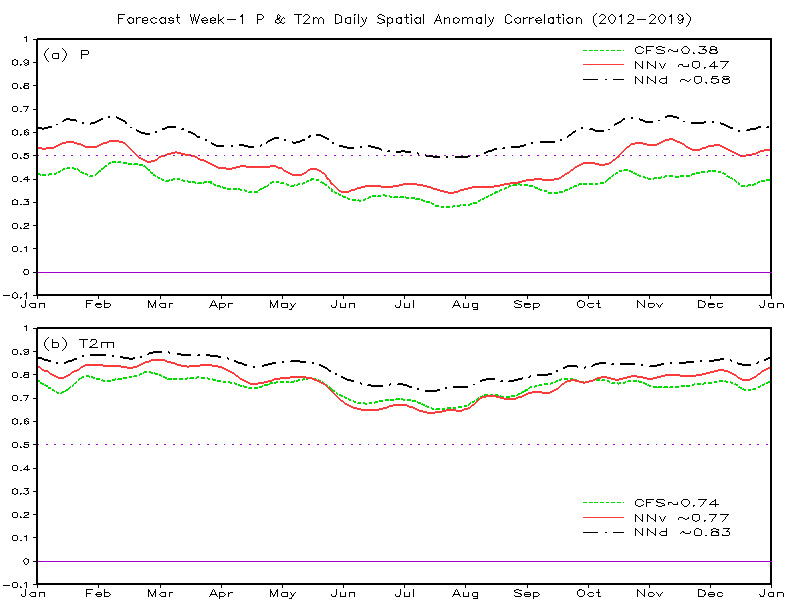 Farecast Week-1 P & T2m Daily Spatial Anomaly Correlation (2012-2019)
1
(a) P
CFS~0.38
0.9
NNv ~0.47
0.8
NNd ~0.58
0.7
0.6
0.5
0.4
0.3
0.2
0.1
0
-0.1
Jan Feb Mar Apr May Jun Jul Aug Sep Oct Nov Dec Jan
1
(b) T2m
0.9
0.8
0.7
0.6
0.5
0.4
0.3
CFS~0.74
0.2
NNv ~0.77
NNd ~0.83
0.1
0
-0.1
Jan Feb Mar Apr May Jun Jul Aug Sep Oct Nov Dec Jan